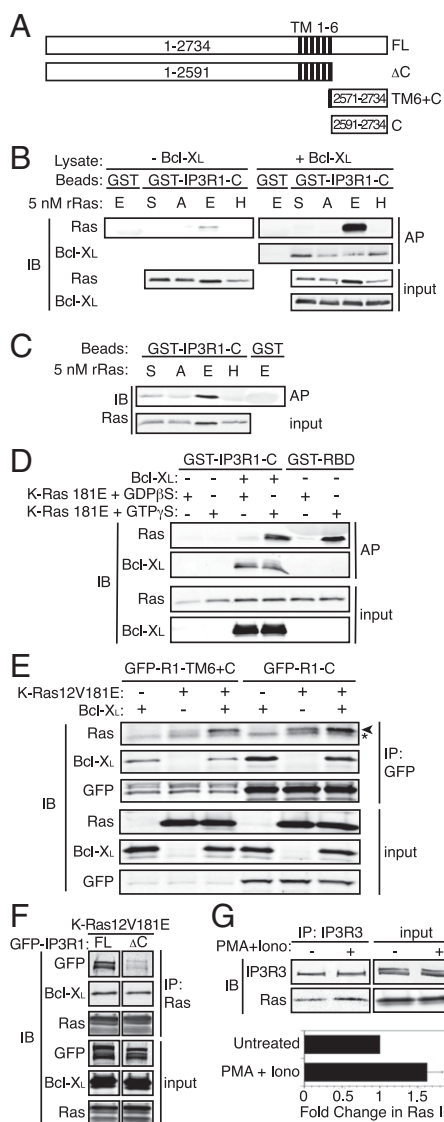 A
TM 1-6
1-2734 FL
1-2591 ΔC
2571-2734 TM6+C
2591-2734 C
B
Lysate: - Bcl-XL + Bcl-XL
Beads: GST GST-IP3R1-C GST GST-IP3R1-C
5 nM rRas E S A E H E S A E H
IB
Ras
Bcl-XL
AP
Ras
Bcl-XL
input
C
Beads: GST-IP3R1-C GST
5 nM rRas: S A E H E
IB
Ras
AP
input
D
GST-IP3R1-C GST-RBD
Bcl-XL: - - + + - -
K-Ras 181E + GDPβS: + - + - + -
K-Ras 181E + GTPγS: - + - + - +
IB
Ras
Bcl-XL
AP
Ras
Bcl-XL
input
E
GFP-R1-TM6+C GFP-R1-C
K-Ras12V181E: - + + - + +
Bcl-XL: + - + + - +
IB
Ras *
Bcl-XL
GFP
IP: GFP
Ras
Bcl-XL
GFP
input
F
K-Ras12V181E
GFP-IP3R1: FL ΔC
IB
GFP
Bcl-XL
Ras
IP: Ras
GFP
Bcl-XL
Ras
input
G
IP: IP3R3 input
PMA+Iono: - + - +
IB
IP3R3
Ras
Untreated
PMA + Iono
0 0.5 1 1.5
Fold Change in Ras I